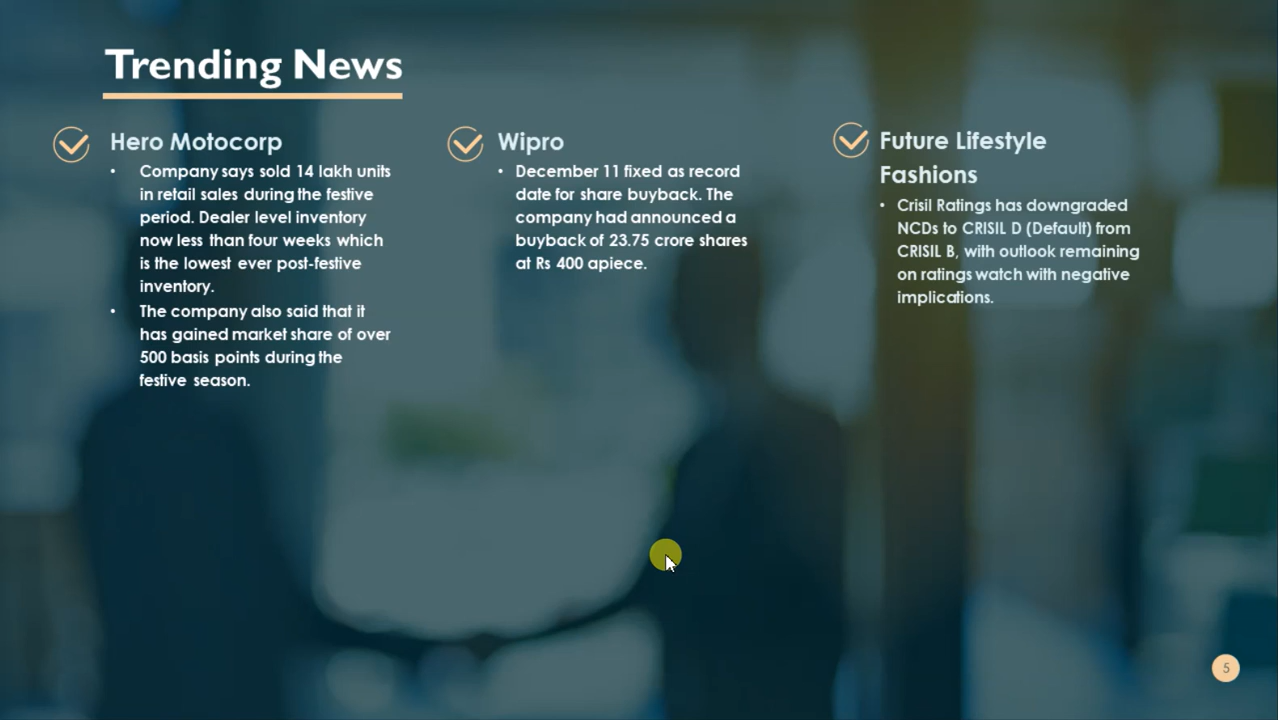 Trending News
Hero Motocorp
• Company says sold 14 lakh units
in retail sales during the festive
period. Dealer level inventory
now less than four weeks which
is the lowest ever post-festive
inventory.
• The company also said that it
has gained market share of over
500 basis points during the
festive season.
Wipro
• December 11 fixed as record
date for share buyback. The
company had announced a
buyback of 23.75 crore shares
at Rs 400 apiece.
Future Lifestyle
Fashions
• Crisil Ratings has downgraded
NCDs to CRISIL D (Default) from
CRISIL B, with outlook remaining
on ratings watch with negative
implications.
5